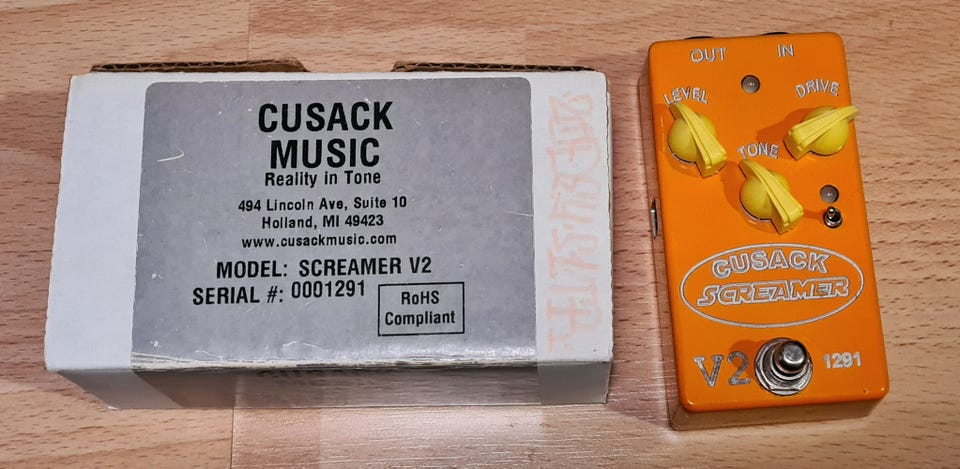 CUSACK
MUSIC
Reality in Tone
494 Lincoln Ave, Suite 10
Holland, MI 49423
www.cusackmusic.com
MODEL: SCREAMER V2
SERIAL #: 0001291
RoHS
Compliant
OUT IN
LEVEL DRIVE
TONE
CUSACK
SCREAMER
V2 1291